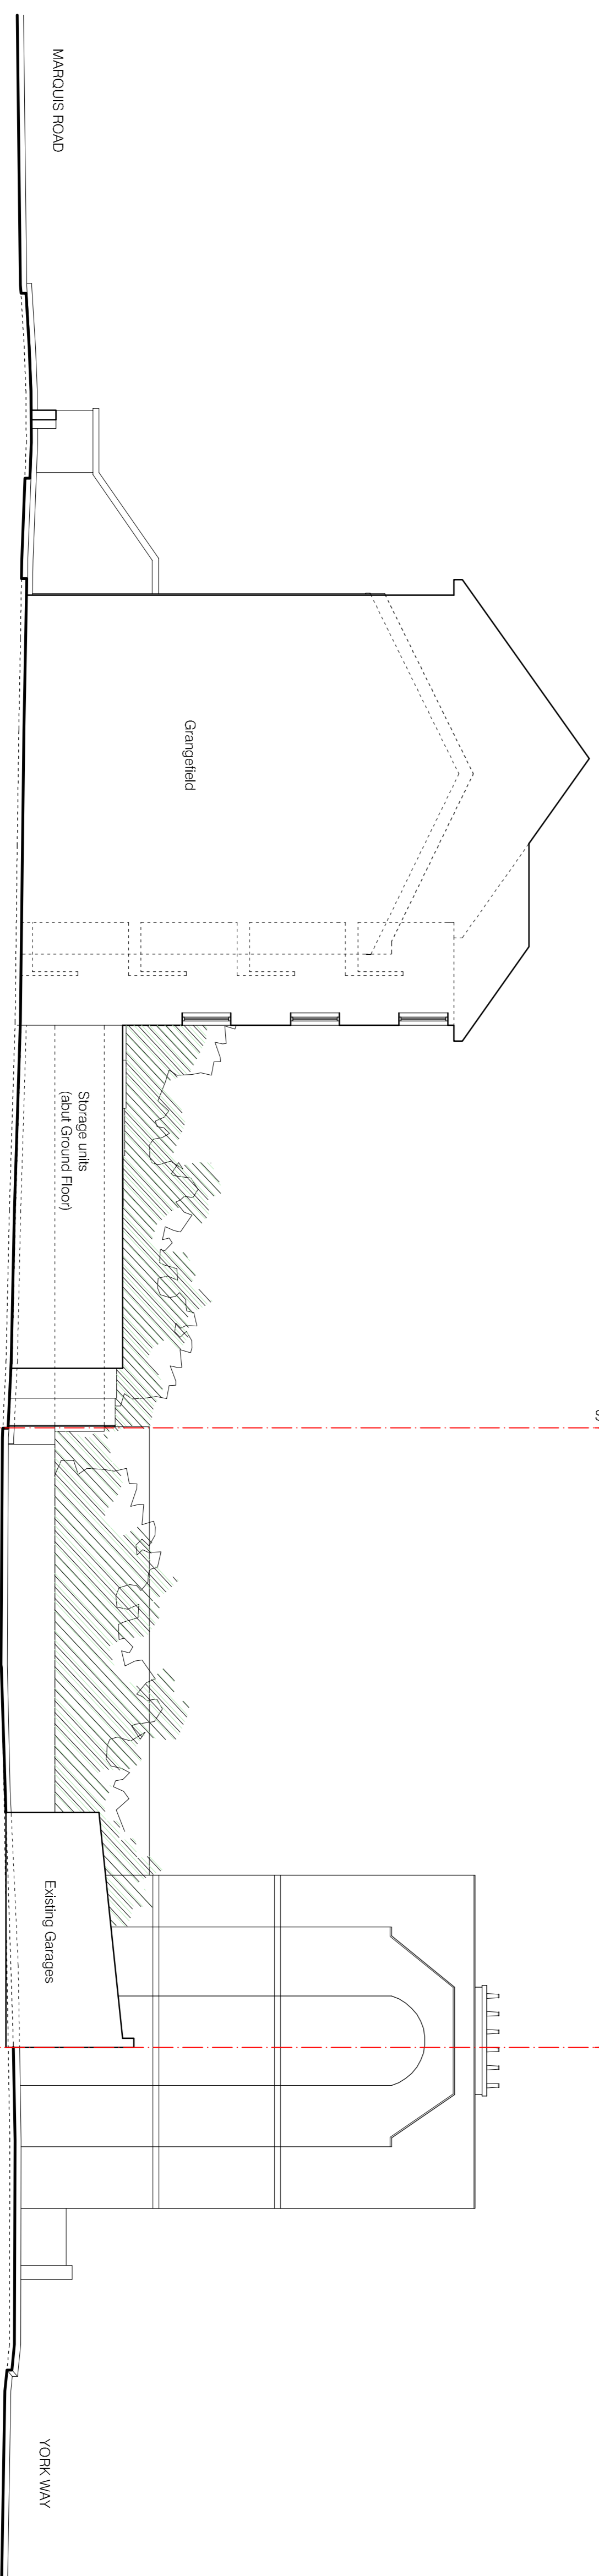 MARQUIS ROAD
Grangefield
Storage units
(abut Ground Floor)
Existing Garages
YORK WAY